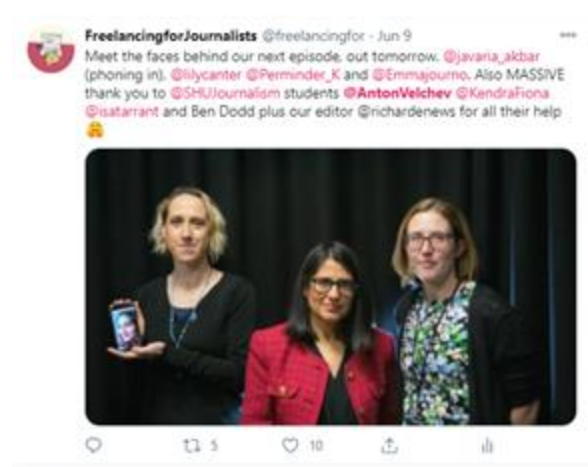 FreelancingforJournalists @freelancingfor · Jun 9
Meet the faces behind our next episode, out tomorrow. @javaria_akbar
(phoning in), @lilycanter @Perminder_K and @Emmajourno. Also MASSIVE
thank you to @SHUJournalism students @AntonVelchev @KendraFiona
@isatarrant and Ben Dodd plus our editor @richardenews for all their help
5
10